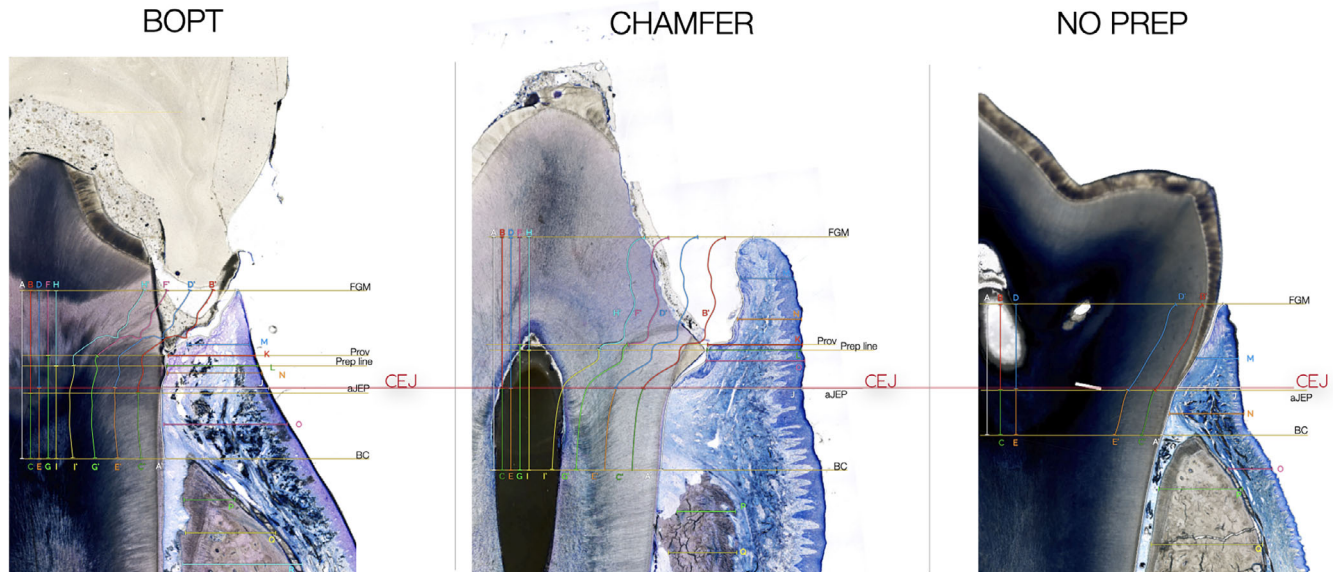 BOPT
CHAMFER
NO PREP
A B D F H
F' D' B'
FGM
M
K
Prov
L
Prep line
N
J
CEJ
aJEP
O
BC
C E G I I' G' E' A'
Q
A B D F H
FGM
F' D' B'
Prov
Prep line
CEJ
J
aJEP
BC
C E G I I' E' C' A'
Q
A D
D'
FGM
M
CEJ
aJEP
N
BC
C E E' A'
O
Q